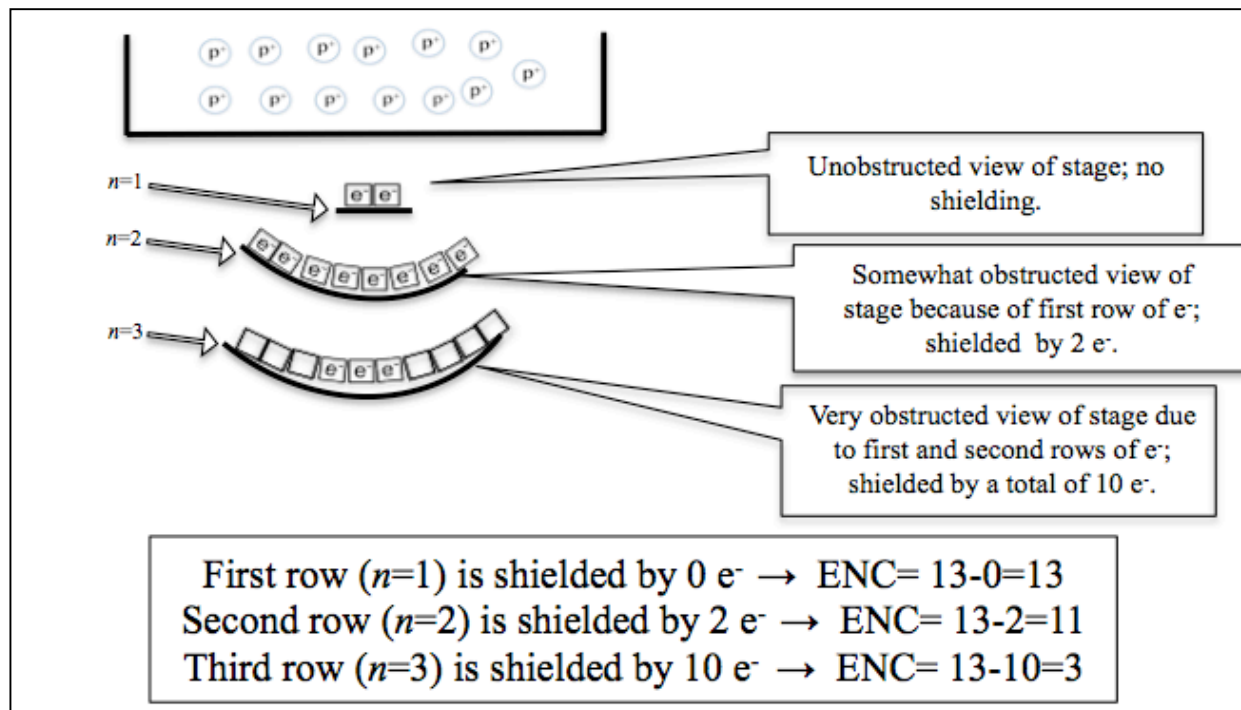 p⁺ p⁺ p⁺ p⁺ p⁺ p⁺
p⁺
p⁺ p⁺ p⁺ p⁺ p⁺ p⁺
n=1
e⁻ e⁻
Unobstructed view of stage; no
shielding.
n=2
e⁻ e⁻ e⁻ e⁻ e⁻ e⁻ e⁻ e⁻
Somewhat obstructed view of
stage because of first row of e⁻;
shielded by 2 e⁻.
n=3
e⁻ e⁻ e⁻
Very obstructed view of stage due
to first and second rows of e⁻;
shielded by a total of 10 e⁻.
First row (n=1) is shielded by 0 e⁻ → ENC= 13-0=13
Second row (n=2) is shielded by 2 e⁻ → ENC= 13-2=11
Third row (n=3) is shielded by 10 e⁻ → ENC= 13-10=3